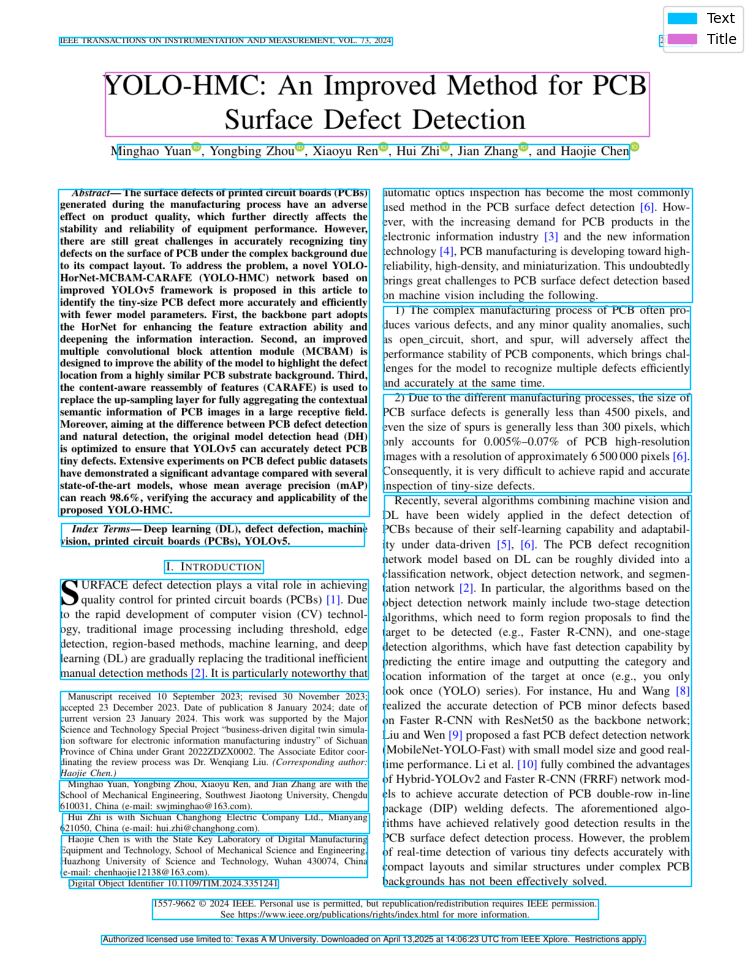 IEEE TRANSACTIONS ON INSTRUMENTATION AND MEASUREMENT, VOL. 73, 2024
Text
Title
YOLO-HMC: An Improved Method for PCB
Surface Defect Detection
Minghao Yuan, Yongbing Zhou, Xiaoyu Ren, Hui Zhi, Jian Zhang, and Haojie Chen
Abstract— The surface defects of printed circuit boards (PCBs)
generated during the manufacturing process have an adverse
effect on product quality, which further directly affects the
stability and reliability of equipment performance. However,
there are still great challenges in accurately recognizing tiny
defects on the surface of PCB under the complex background
due to its compact layout. To address the problem, a novel YOLO-
HorNet-MCBAM-CARAFE (YOLO-HMC) network based on
improved YOLOv5 framework is proposed in this article to
identify the tiny-size PCB defect more accurately and efficiently
with fewer model parameters. First, the backbone part adopts
the HorNet for enhancing the feature extraction ability and
deepening the information interaction. Second, an improved
multiple convolutional block attention module (MCBAM) is
designed to improve the ability of the model to highlight the defect
location from a highly similar PCB substrate background. Third,
the content-aware reassembly of features (CARAFE) is used to
replace the up-sampling layer for fully aggregating the contextual
semantic information of PCB images in a large receptive field.
Moreover, aiming at the difference between PCB defect detection
and natural detection, the original model detection head (DH)
is optimized to ensure that YOLOv5 can accurately detect PCB
tiny defects. Extensive experiments on PCB defect public datasets
have demonstrated a significant advantage compared with several
state-of-the-art models, whose mean average precision (mAP)
can reach 98.6%, verifying the accuracy and applicability of the
proposed YOLO-HMC.
Index Terms— Deep learning (DL), defect defection, machine
vision, printed circuit boards (PCBs), YOLOv5.
I. INTRODUCTION
SURFACE defect detection plays a vital role in achieving
quality control for printed circuit boards (PCBs) [1]. Due
to the rapid development of computer vision (CV) technol-
ogy, traditional image processing including threshold, edge
detection, region-based methods, machine learning, and deep
learning (DL) are gradually replacing the traditional inefficient
manual detection methods [2]. It is particularly noteworthy that
Manuscript received 10 September 2023; revised 30 November 2023;
accepted 23 December 2023. Date of publication 8 January 2024; date of
current version 23 January 2024. This work was supported by the Major
Science and Technology Special Project “business-driven digital twin simula-
tion software for electronic information manufacturing industry” of Sichuan
Province of China under Grant 2022ZDZX0002. The Associate Editor coor-
dinating the review process was Dr. Wenqiang Liu. (Corresponding author:
Haojie Chen.)
Minghao Yuan, Yongbing Zhou, Xiaoyu Ren, and Jian Zhang are with the
School of Mechanical Engineering, Southwest Jiaotong University, Chengdu
610031, China (e-mail: swjminghao@163.com).
Hui Zhi is with Sichuan Changhong Electric Company Ltd., Mianyang
621050, China (e-mail: hui.zhi@changhong.com).
Haojie Chen is with the State Key Laboratory of Digital Manufacturing
Equipment and Technology, School of Mechanical Science and Engineering,
Huazhong University of Science and Technology, Wuhan 430074, China
(e-mail: chenhaojie12138@163.com).
Digital Object Identifier 10.1109/TIM.2024.3351241
automatic optics inspection has become the most commonly
used method in the PCB surface defect detection [6]. How-
ever, with the increasing demand for PCB products in the
electronic information industry [3] and the new information
technology [4], PCB manufacturing is developing toward high-
reliability, high-density, and miniaturization. This undoubtedly
brings great challenges to PCB surface defect detection based
on machine vision including the following.
1) The complex manufacturing process of PCB often pro-
duces various defects, and any minor quality anomalies, such
as open_circuit, short, and spur, will adversely affect the
performance stability of PCB components, which brings chal-
lenges for the model to recognize multiple defects efficiently
and accurately at the same time.
2) Due to the different manufacturing processes, the size of
PCB surface defects is generally less than 4500 pixels, and
even the size of spurs is generally less than 300 pixels, which
only accounts for 0.005%–0.07% of PCB high-resolution
images with a resolution of approximately 6 500 000 pixels [6].
Consequently, it is very difficult to achieve rapid and accurate
inspection of tiny-size defects.
Recently, several algorithms combining machine vision and
DL have been widely applied in the defect detection of
PCBs because of their self-learning capability and adaptabil-
ity under data-driven [5], [6]. The PCB defect recognition
network model based on DL can be roughly divided into a
classification network, object detection network, and segmen-
tation network [2]. In particular, the algorithms based on the
object detection network mainly include two-stage detection
algorithms, which need to form region proposals to find the
target to be detected (e.g., Faster R-CNN), and one-stage
detection algorithms, which have fast detection capability by
predicting the entire image and outputting the category and
location information of the target at once (e.g., you only
look once (YOLO) series). For instance, Hu and Wang [8]
realized the accurate detection of PCB minor defects based
on Faster R-CNN with ResNet50 as the backbone network;
Liu and Wen [9] proposed a fast PCB defect detection network
(MobileNet-YOLO-Fast) with small model size and good real-
time performance. Li et al. [10] fully combined the advantages
of Hybrid-YOLOv2 and Faster R-CNN (FRRF) network mod-
els to achieve accurate detection of PCB double-row in-line
package (DIP) welding defects. The aforementioned algo-
rithms have achieved relatively good detection results in the
PCB surface defect detection process. However, the problem
of real-time detection of various tiny defects accurately with
compact layouts and similar structures under complex PCB
backgrounds has not been effectively solved.
1557-9662 © 2024 IEEE. Personal use is permitted, but republication/redistribution requires IEEE permission.
See https://www.ieee.org/publications/rights/index.html for more information.
Authorized licensed use limited to: Texas A M University. Downloaded on April 13,2025 at 14:06:23 UTC from IEEE Xplore. Restrictions apply.